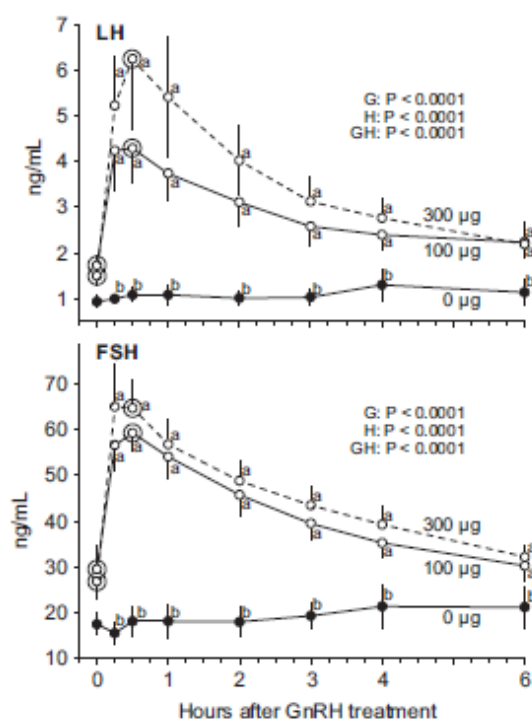 LH
7
6
5
4
3
2
1
ng/mL
G: P < 0.0001
H: P < 0.0001
GH: P < 0.0001
a
a
a
a
a
a
a
a
a
a
a
a
a
a
300 µg
100 µg
0 µg
b
b
b
b
b
b
b
FSH
70
60
50
40
30
20
10
ng/mL
G: P < 0.0001
H: P < 0.0001
GH: P < 0.0001
a
a
a
a
a
a
a
a
a
a
a
a
a
a
300 µg
100 µg
0 µg
b
b
b
b
b
b
b
0 1 2 3 4 6
Hours after GnRH treatment